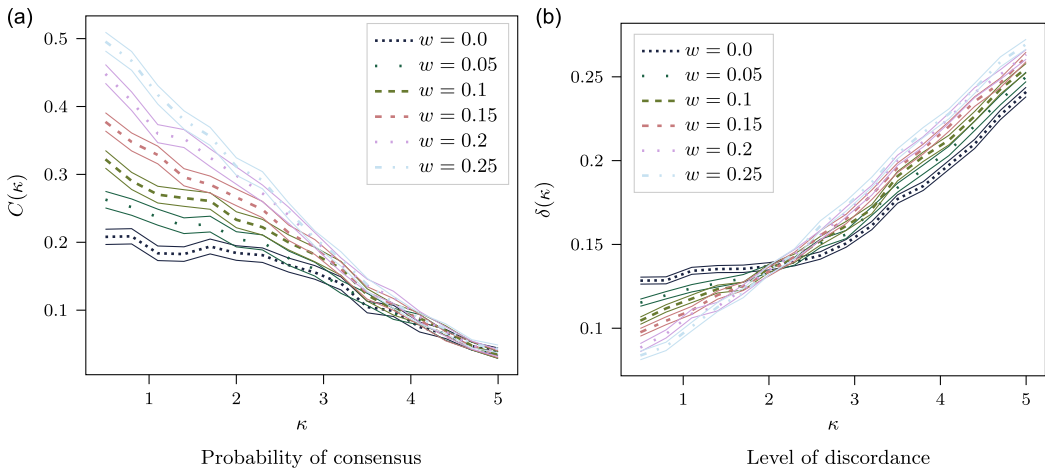 (a)
C(κ)
0.5
0.4
0.3
0.2
0.1
1
2
3
4
5
κ
w = 0.0
w = 0.05
w = 0.1
w = 0.15
w = 0.2
w = 0.25
Probability of consensus
(b)
δ(κ)
0.25
0.2
0.15
0.1
1
2
3
4
5
κ
w = 0.0
w = 0.05
w = 0.1
w = 0.15
w = 0.2
w = 0.25
Level of discordance